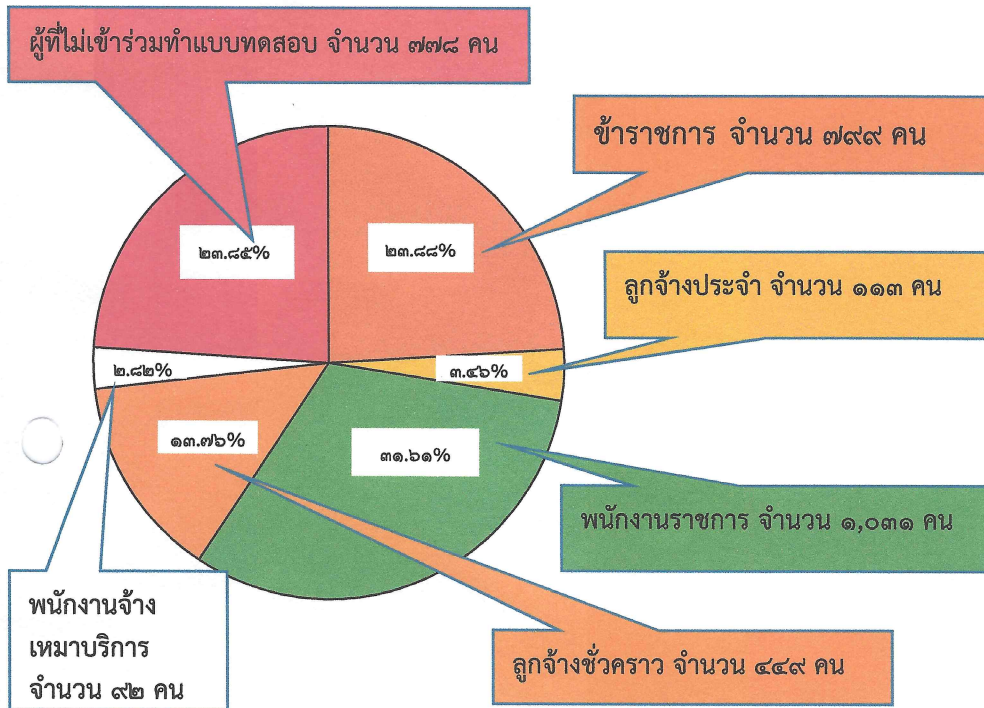 ผู้ที่ไม่เข้าร่วมทำแบบทดสอบ จำนวน ๗๗๘ คน
ข้าราชการ จำนวน ๗๙๙ คน
๒๓.๘๕%
๒๓.๘๘%
ลูกจ้างประจำ จำนวน ๑๑๓ คน
๒.๘๒%
๓.๔๖%
๑๓.๗๖%
๓๑.๖๑%
พนักงานราชการ จำนวน ๑,๐๓๑ คน
พนักงานจ้าง
เหมาบริการ
จำนวน ๙๒ คน
ลูกจ้างชั่วคราว จำนวน ๔๔๙ คน